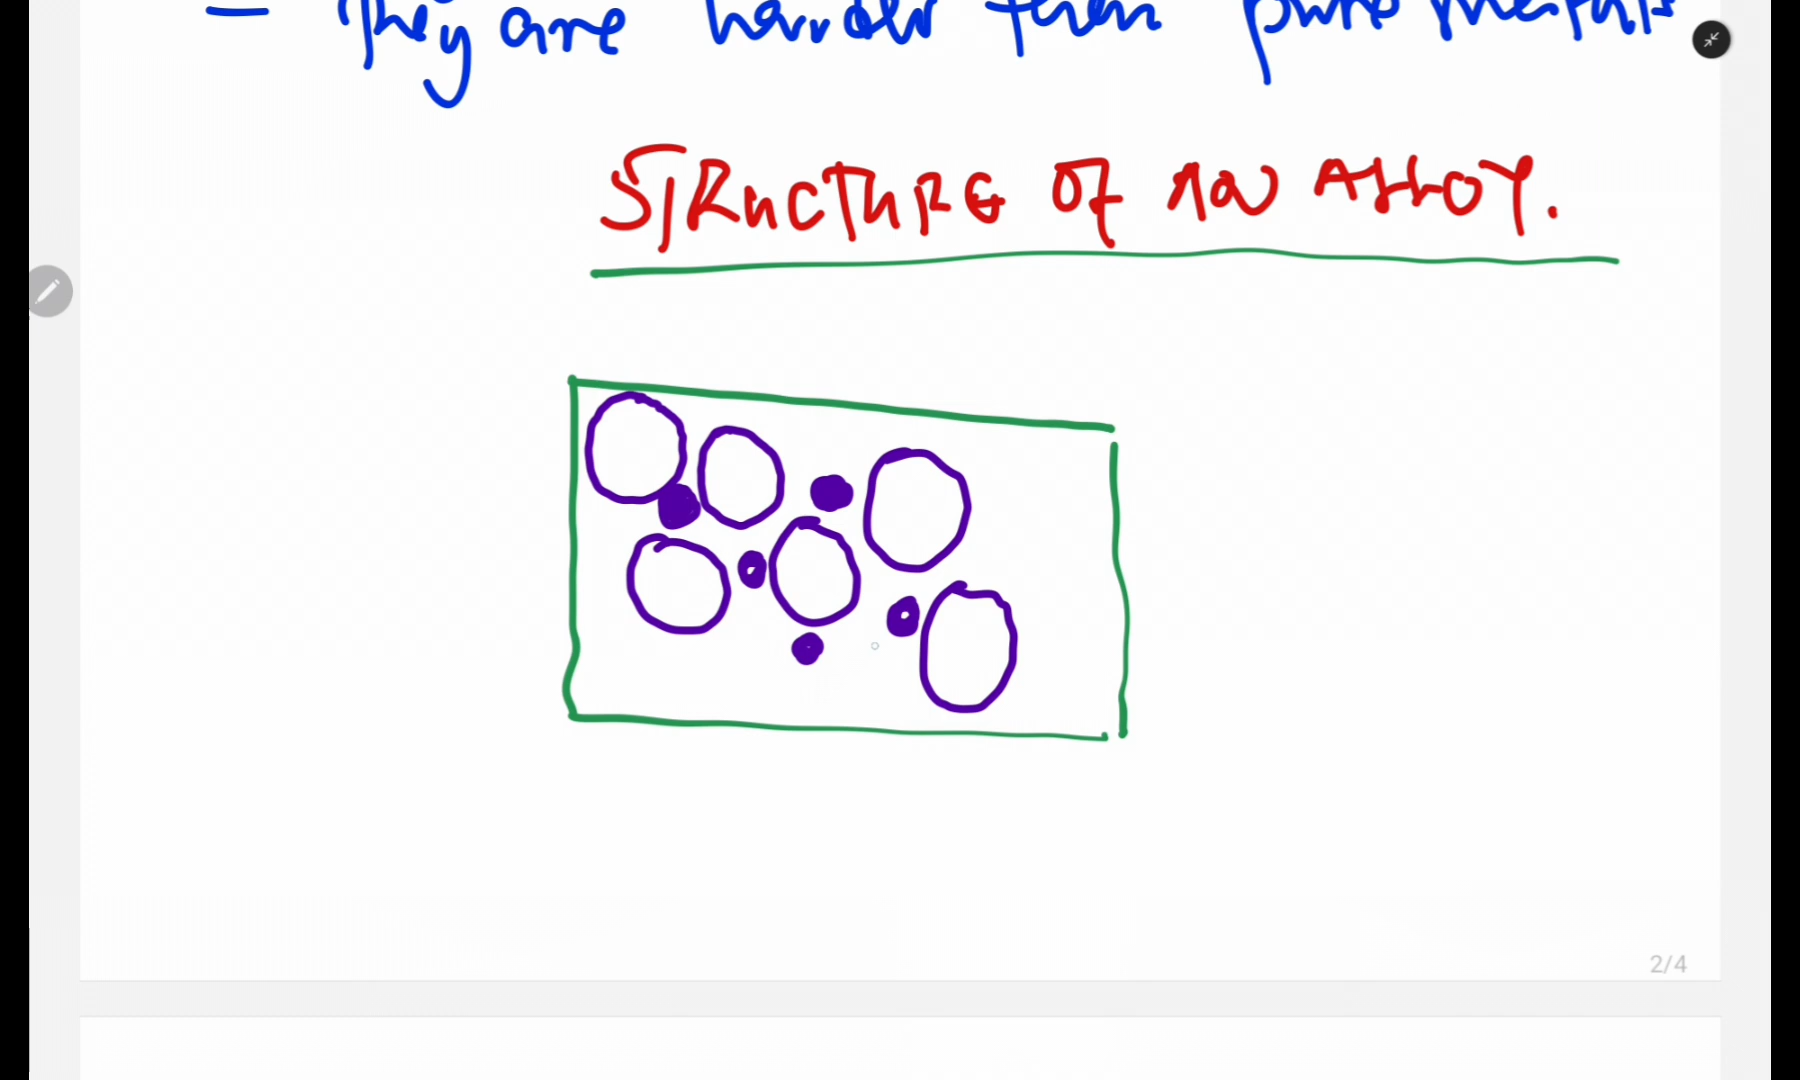 – They are harder than pure metals
STRUCTURE OF AN ALLOY.
2/4